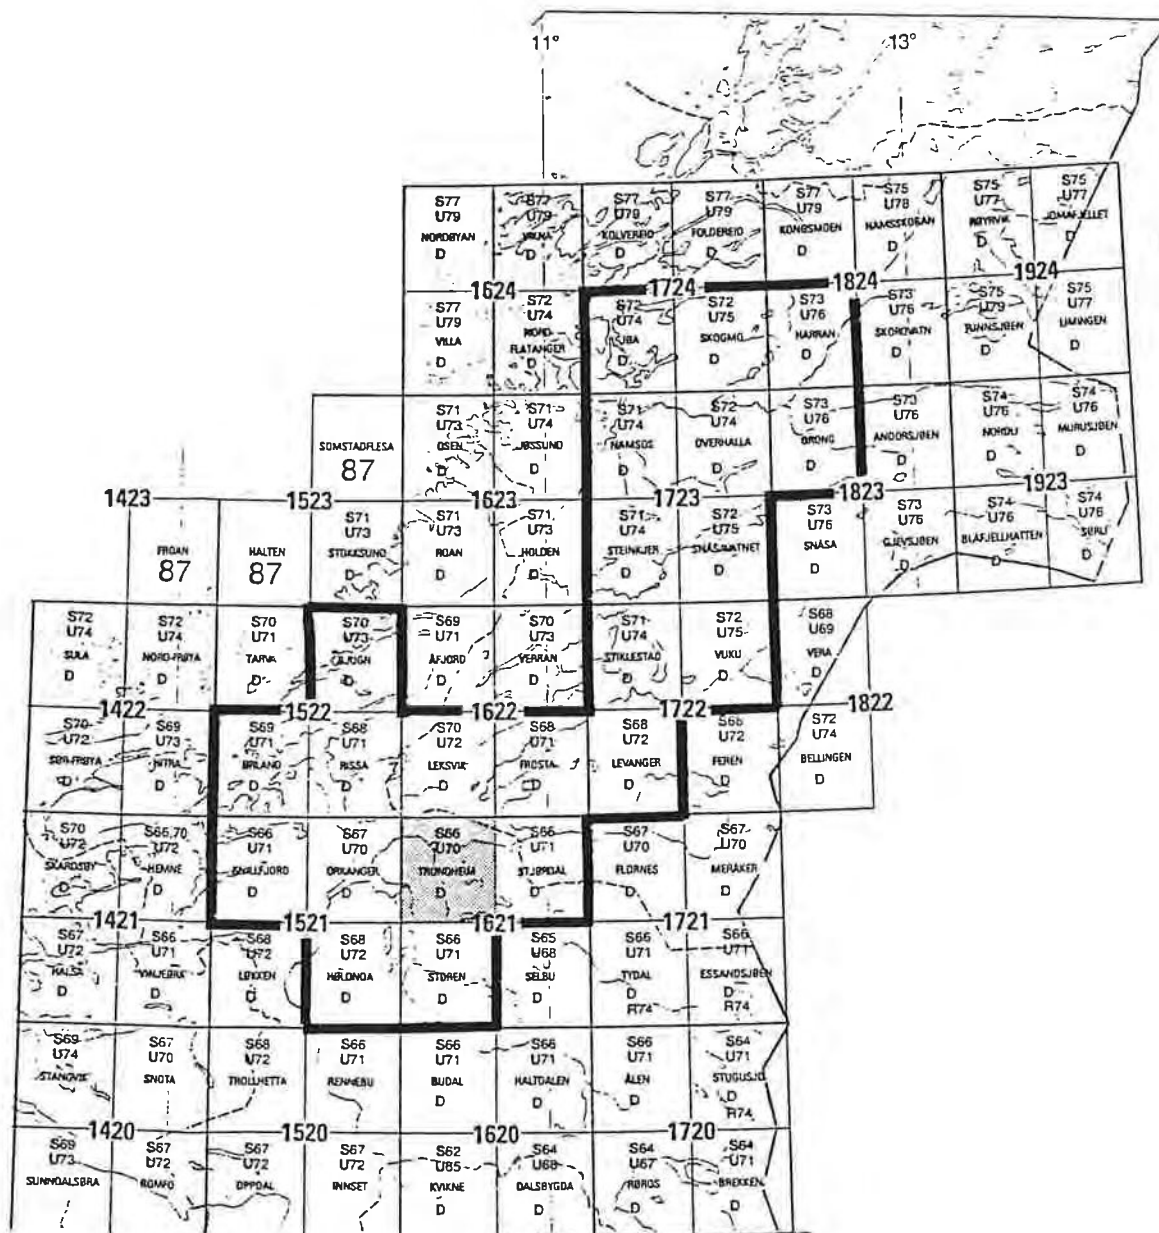 11°
13°
S77
U79
NORDØYAN
D
S77
U79
VIKNA
D
S77
U79
KOLVEREID
D
S77
U79
FOLDEREID
D
S77
U79
KONGSMOEN
D
S75
U78
NAMSSKOGAN
D
S75
U77
RØYRVIK
D
S75
U77
JOMAFJELLET
D
1624
1724
1824
1924
S77
U79
VILLA
D
S72
U74
NORD-
FLATANGER
D
S72
U74
JØA
D
S72
U75
SKOGMO
D
S73
U76
HARRAN
D
S73
U76
SKOROVATN
D
S75
U79
TUNNSJØEN
D
S75
U77
LIMINGEN
D
SOMSTADFLESA
87
S71
U73
OSEN
D
S71
U74
JØSSUND
D
S71
U74
NAMSOS
D
S72
U74
OVERHALLA
D
S73
U76
GRONG
D
S73
U76
ANDORSJØEN
D
S74
U76
NORDLI
D
S74
U76
MURUSJØEN
D
1423
1523
1623
1723
1823
1923
FROAN
87
HALTEN
87
S71
U73
STOKKSUND
D
S71
U73
ROAN
D
S71
U73
HOLDEN
D
S71
U74
STEINKJER
D
S72
U75
SNÅSAVATNET
D
S73
U76
SNÅSA
D
S73
U76
GJEVSJØEN
D
S74
U76
BLÅFJELLHATTEN
D
S74
U76
SØRLI
D
S72
U74
SULA
D
S72
U74
NORD-FRØYA
D
S70
U71
TARVA
D
S70
U73
BJUGN
D
S69
U71
ÅFJORD
D
S70
U73
VERRAN
D
S71
U74
STIKLESTAD
D
S72
U75
VUKU
D
S68
U69
VERA
D
1422
1522
1622
1722
1822
S70
U72
SØR-FRØYA
D
S69
U73
HITRA
D
S69
U71
ØRLAND
D
S68
U71
RISSA
D
S70
U72
LEKSVIK
D
S68
U71
FROSTA
D
S68
U72
LEVANGER
D
S68
U72
FEREN
D
S72
U74
BELLINGEN
D
S70
U72
SKARDSØY
D
S66,70
U72
HEMNE
D
S66
U71
SNILLFJORD
D
S67
U70
ORKANGER
D
S66
U70
TRONDHEIM
D
S66
U71
STJØRDAL
D
S67
U70
FLORNES
D
S67
U70
MERÅKER
D
1421
1521
1621
1721
S67
U72
HALSA
D
S66
U71
VINJEØRA
D
S68
U72
LØKKEN
D
S68
U72
HØLONDA
D
S66
U71
STØREN
D
S65
U68
SELBU
D
S66
U71
TYDAL
D
R74
S66
U71
ESSANDSJØEN
D
R74
S69
U74
STANGVIK
S67
U70
SNOTA
S68
U72
TROLLHETTA
S66
U71
RENNEBU
S66
U71
BUDAL
D
S66
U71
HALTDALEN
D
S66
U71
ÅLEN
D
S64
U71
STUGUSJØ
D
R74
1420
1520
1620
1720
S69
U73
SUNNDALSØRA
S67
U72
ROMFO
S67
U72
OPPDAL
S67
U72
INNSET
S62
U65
KVIKNE
D
S64
U68
DALSBYGDA
D
S64
U67
RØROS
D
S64
U71
BREKKEN
D